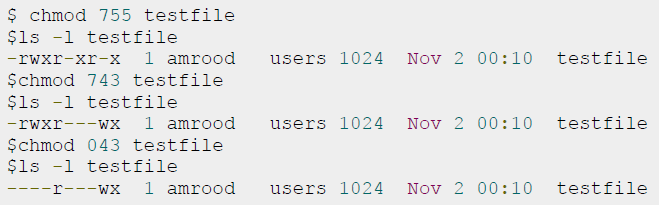 $ chmod 755 testfile
$ls -l testfile
-rwxr-xr-x  1 amrood   users 1024  Nov 2 00:10  testfile
$chmod 743 testfile
$ls -l testfile
-rwxr---wx  1 amrood   users 1024  Nov 2 00:10  testfile
$chmod 043 testfile
$ls -l testfile
----r---wx  1 amrood   users 1024  Nov 2 00:10  testfile